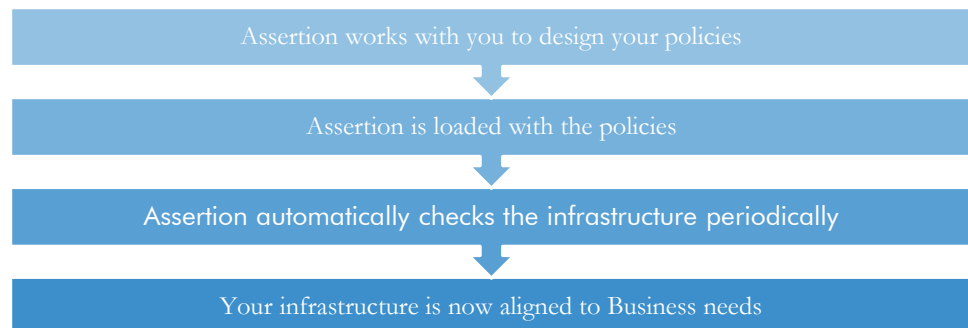 Assertion works with you to design your policies
Assertion is loaded with the policies
Assertion automatically checks the infrastructure periodically
Your infrastructure is now aligned to Business needs